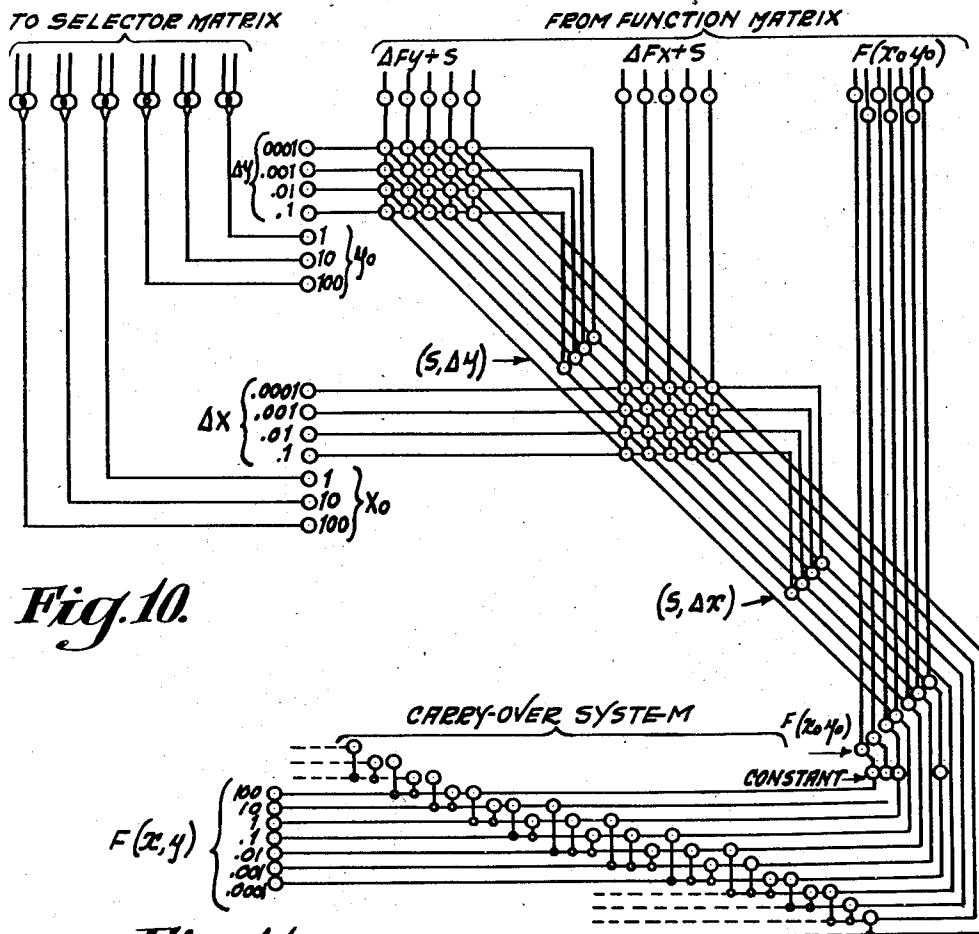 TO SELECTOR MATRIX
FROM FUNCTION MATRIX
ΔFy+S
ΔFx+S
F(x₀y₀)
Δy
.0001
.001
.01
.1
1
10
100
y₀
(S,Δy)
Δx
.0001
.001
.01
.1
1
10
100
x₀
(S,Δx)
Fig.10.
CARRY-OVER SYSTEM
F(x₀y₀)
CONSTANT
F(x,y)
100
10
1
.1
.01
.001
.0001